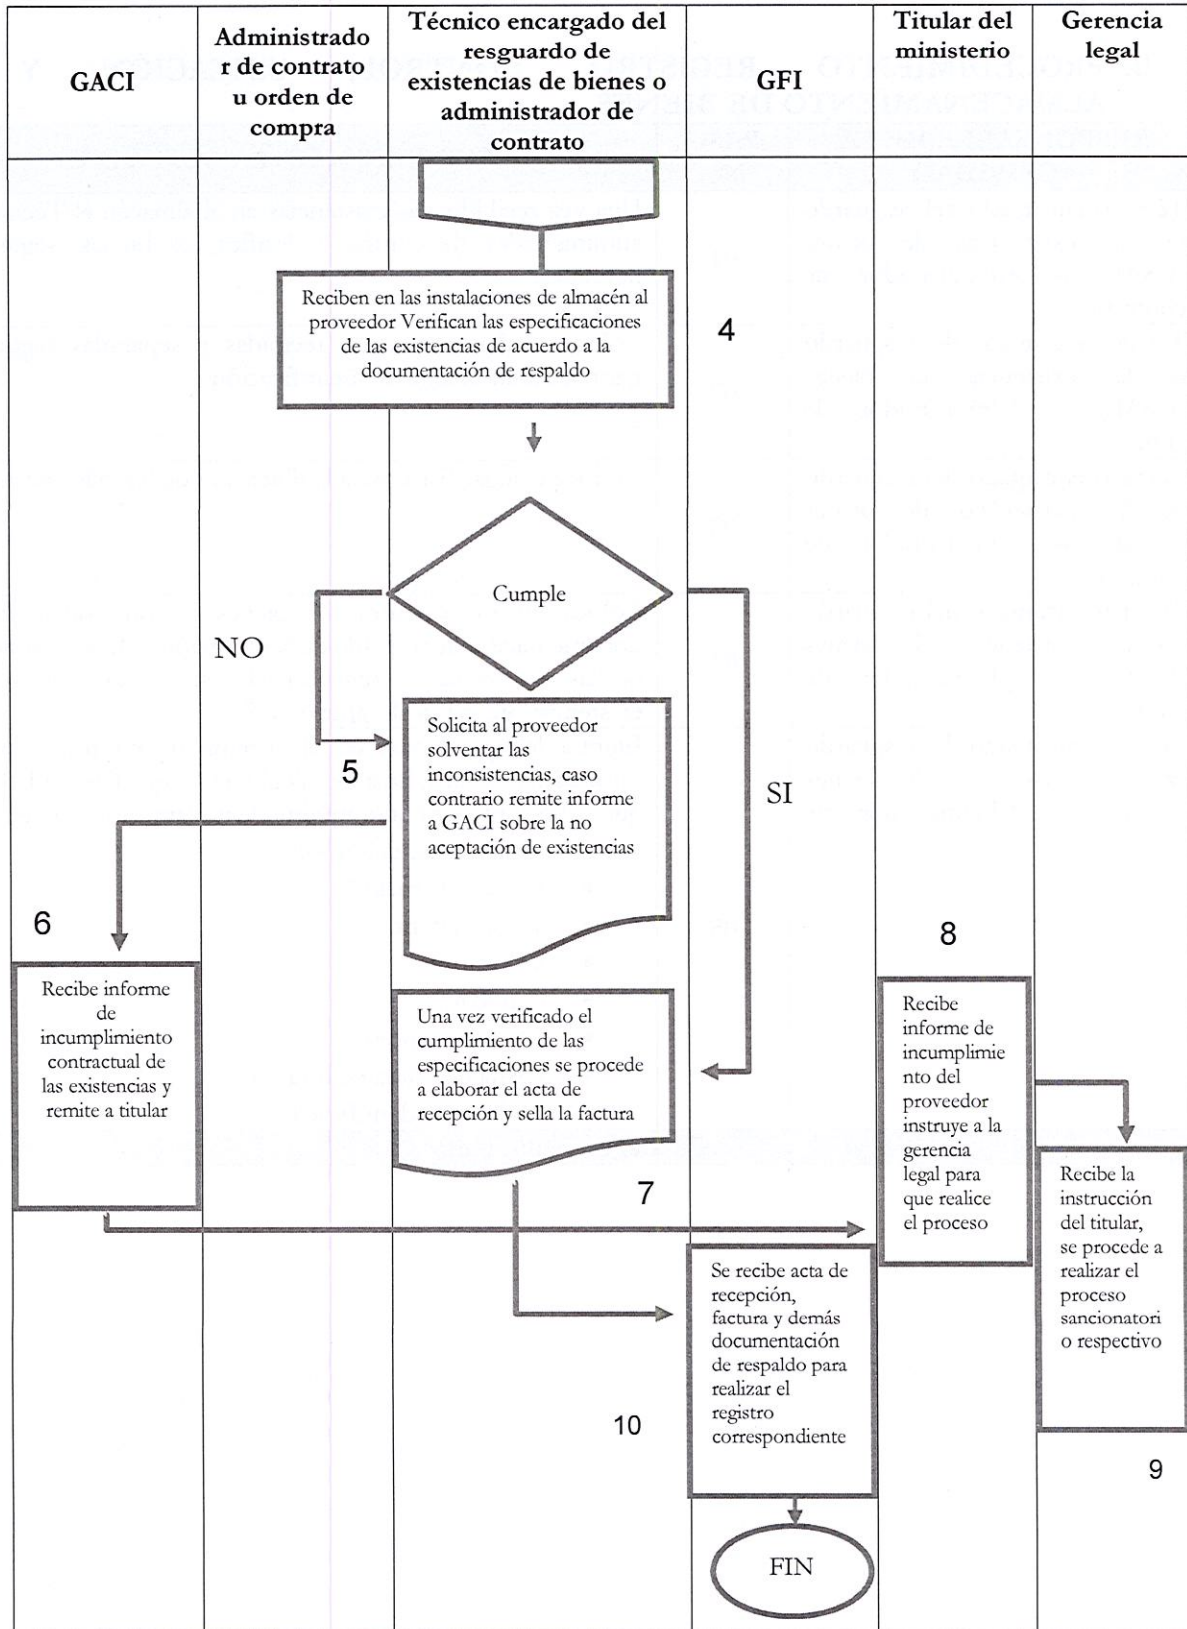 GACI
Administrado
r de contrato
u orden de
compra
Técnico encargado del
resguardo de
existencias de bienes o
administrador de
contrato
GFI
Titular del
ministerio
Gerencia
legal
Reciben en las instalaciones de almacén al
proveedor Verifican las especificaciones
de las existencias de acuerdo a la
documentación de respaldo
4
Cumple
NO
SI
5
Solicita al proveedor
solventar las
inconsistencias, caso
contrario remite informe
a GACI sobre la no
aceptación de existencias
6
Recibe informe
de
incumplimiento
contractual de
las existencias y
remite a titular
Una vez verificado el
cumplimiento de las
especificaciones se procede
a elaborar el acta de
recepción y sella la factura
7
8
Recibe
informe de
incumplimie
nto del
proveedor
instruye a la
gerencia
legal para
que realice
el proceso
Recibe la
instrucción
del titular,
se procede a
realizar el
proceso
sancionatori
o respectivo
9
Se recibe acta de
recepción,
factura y demás
documentación
de respaldo para
realizar el
registro
correspondiente
10
FIN